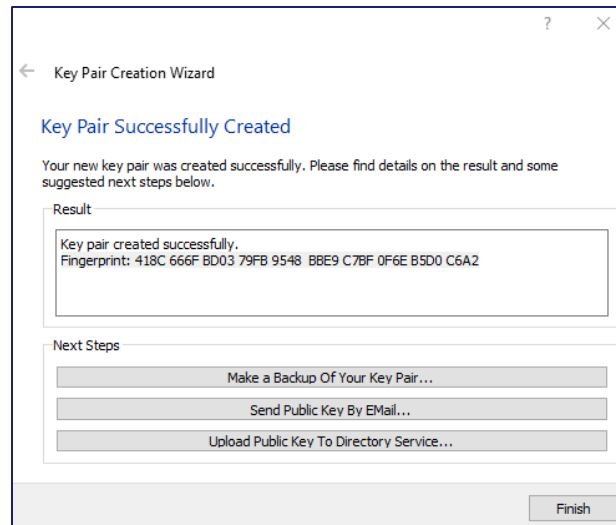 ?
Key Pair Creation Wizard
Key Pair Successfully Created
Your new key pair was created successfully. Please find details on the result and some
suggested next steps below.
Result
Key pair created successfully.
Fingerprint: 418C 666F BD03 79FB 9548  BBE9 C7BF 0F6E B5D0 C6A2
Next Steps
Make a Backup Of Your Key Pair...
Send Public Key By EMail...
Upload Public Key To Directory Service...
Finish